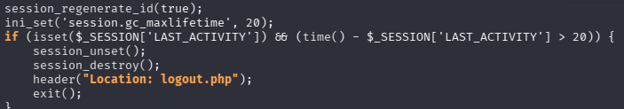 session_regenerate_id(true);
ini_set('session.gc_maxlifetime', 20);
if (isset($_SESSION['LAST_ACTIVITY']) && (time() - $_SESSION['LAST_ACTIVITY'] > 20)) {
    session_unset();
    session_destroy();
    header("Location: logout.php");
    exit();
}